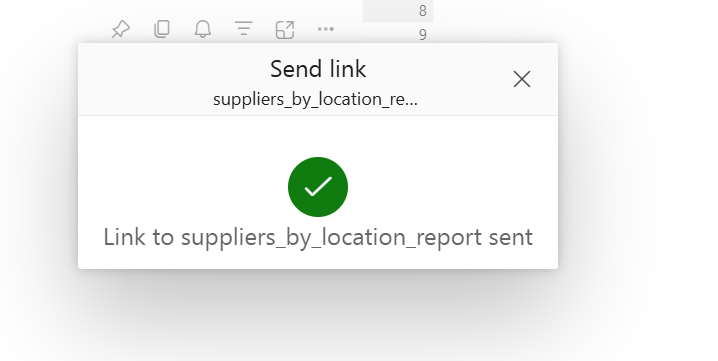 8
9
Send link
suppliers_by_location_re...
Link to suppliers_by_location_report sent